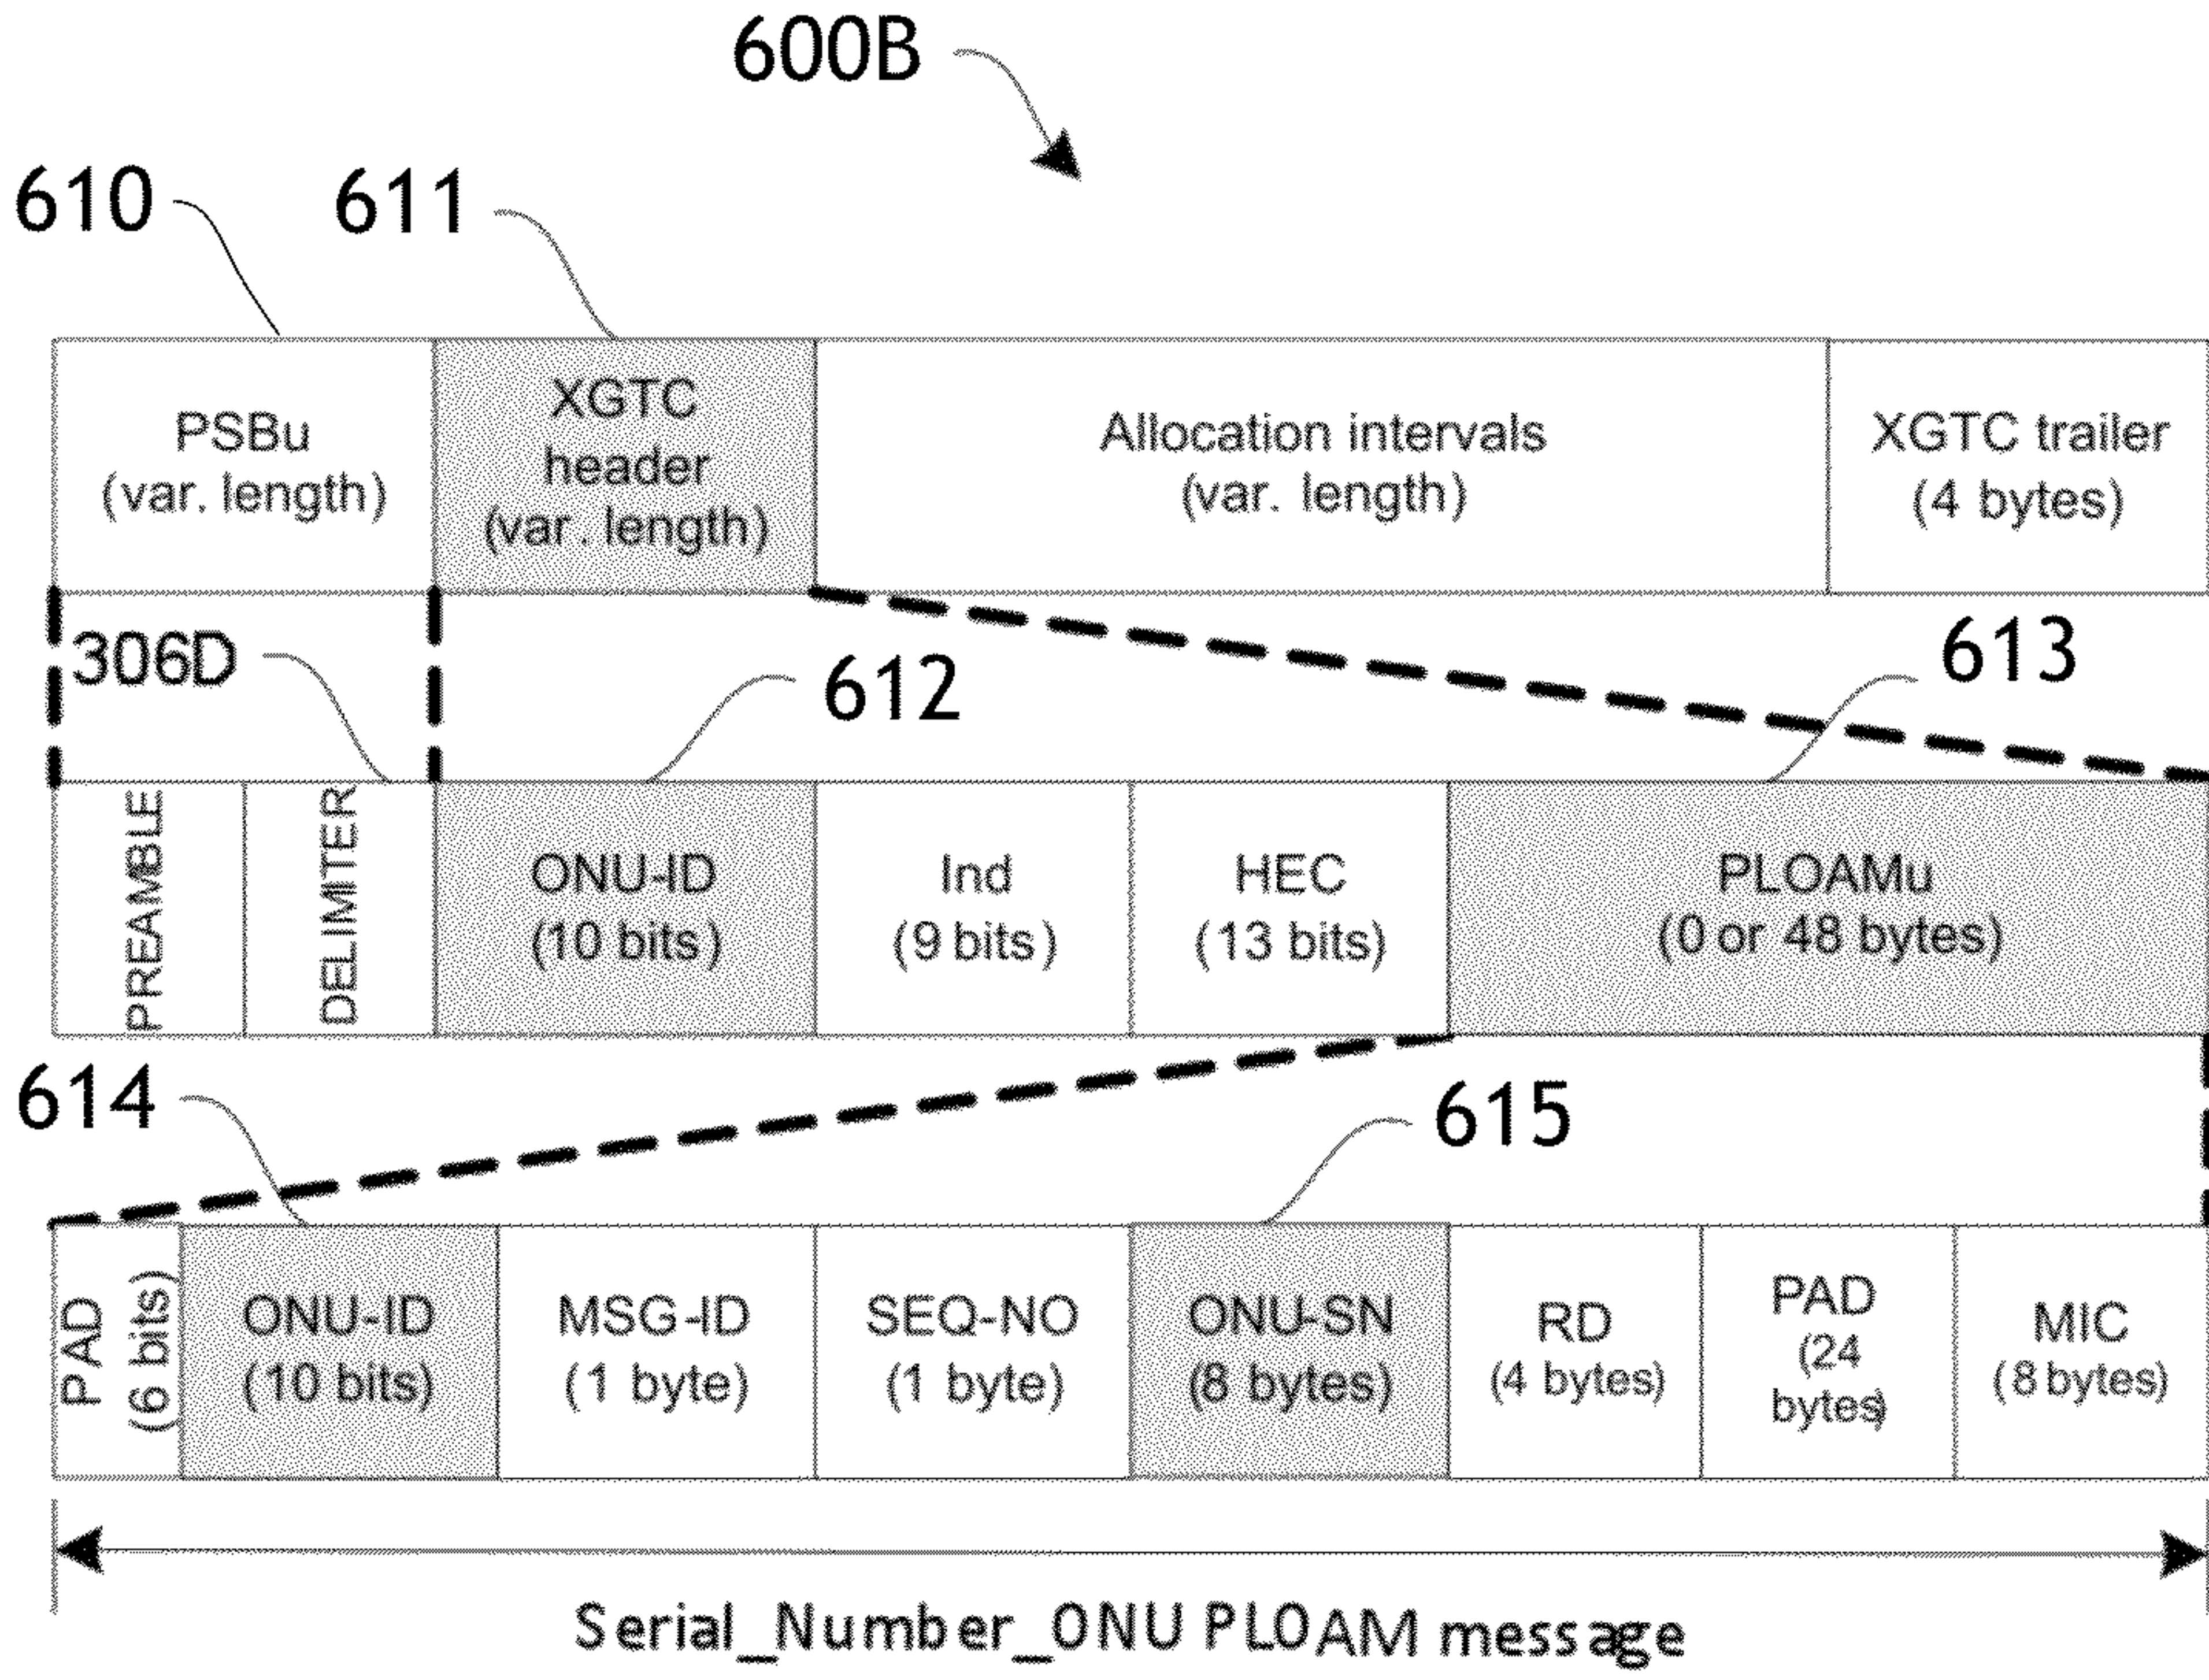 600B
610
611
PSBu
(var. length)
XGTC
header
(var. length)
Allocation intervals
(var. length)
XGTC trailer
(4 bytes)
306D
612
613
PREAMBLE
DELIMITER
ONU-ID
(10 bits)
Ind
(9 bits)
HEC
(13 bits)
PLOAMu
(0 or 48 bytes)
614
615
PAD
(6 bits)
ONU-ID
(10 bits)
MSG-ID
(1 byte)
SEQ-NO
(1 byte)
ONU-SN
(8 bytes)
RD
(4 bytes)
PAD
(24
bytes)
MIC
(8 bytes)
Serial_Number_ONU PLOAM message